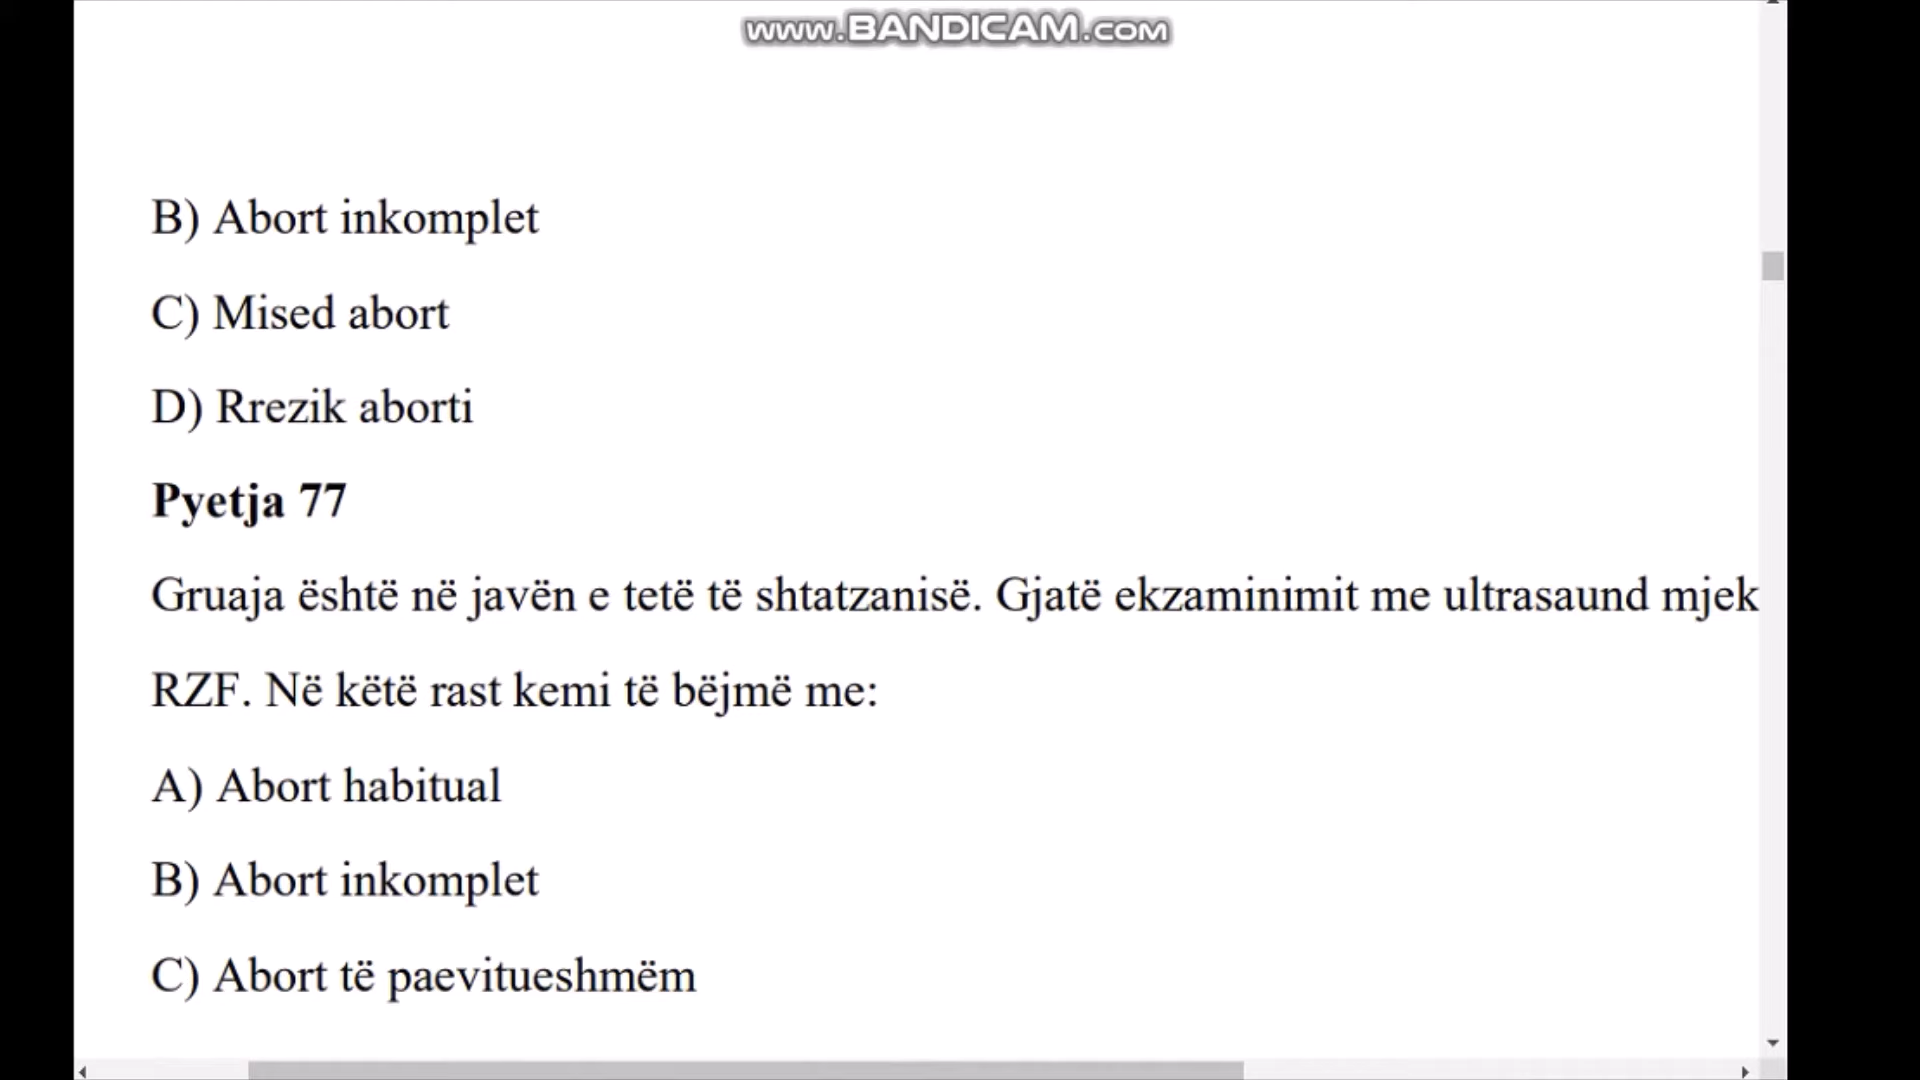 www.BANDICAM.COM
B) Abort inkomplet
C) Mised abort
D) Rrezik aborti
Pyetja 77
Gruaja është në javën e tetë të shtatzanisë. Gjatë ekzaminimit me ultrasaund mjek
RZF. Në këtë rast kemi të bëjmë me:
A) Abort habitual
B) Abort inkomplet
C) Abort të paevitueshmëm